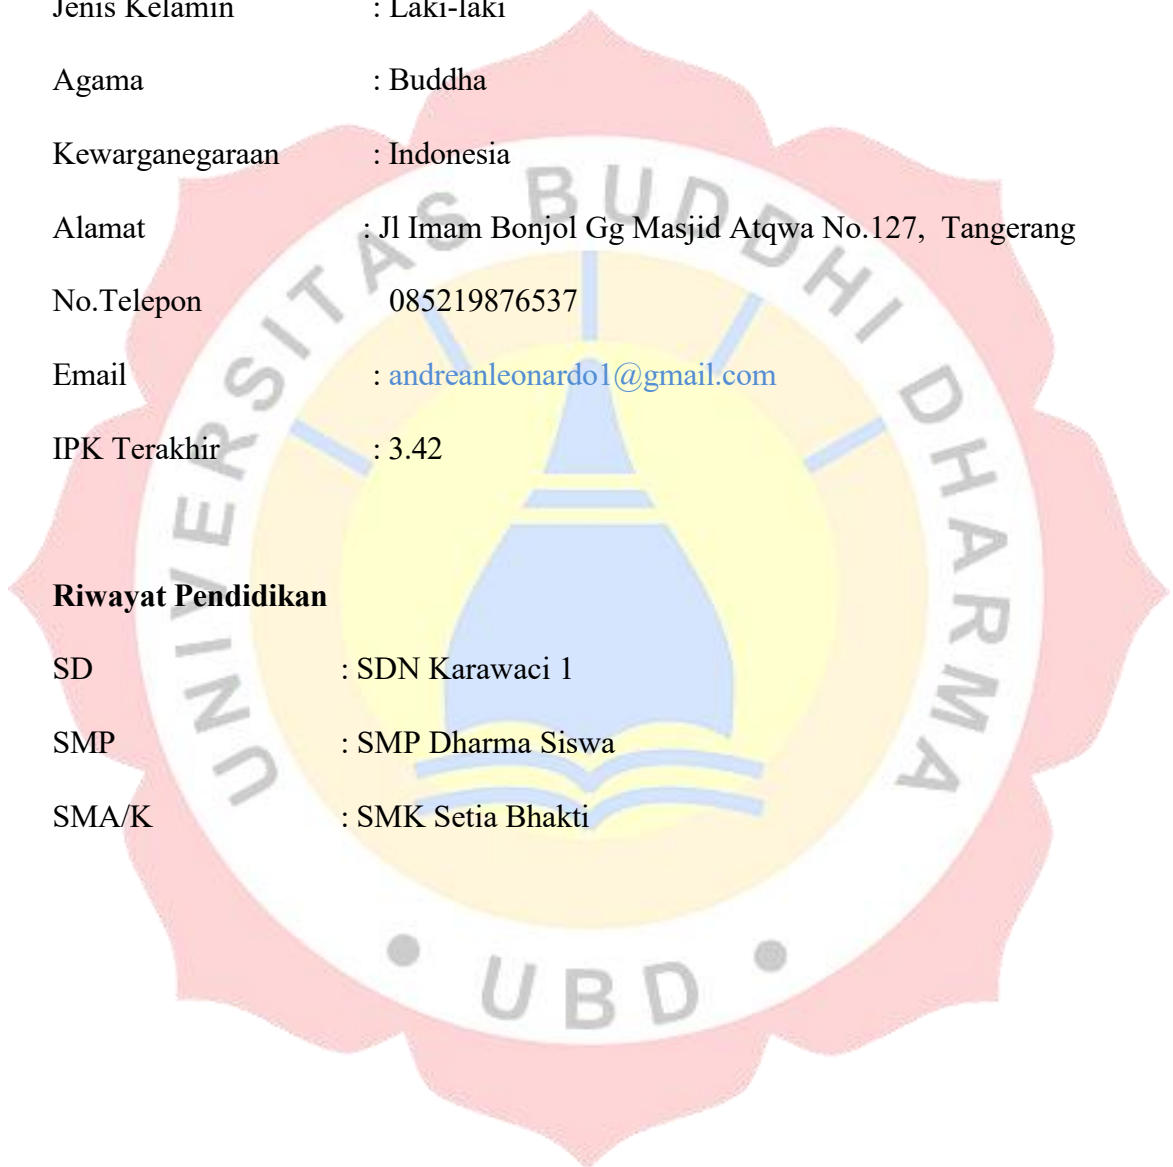 Jenis Kelamin : Laki-laki
Agama : Buddha
Kewarganegaraan : Indonesia
Alamat : Jl Imam Bonjol Gg Masjid Atqwa No.127, Tangerang
No.Telepon 085219876537
Email : andreanleonardo1@gmail.com
IPK Terakhir : 3.42
Riwayat Pendidikan
SD : SDN Karawaci 1
SMP : SMP Dharma Siswa
SMA/K : SMK Setia Bhakti
UNIVERSITAS BUDDHI DHARMA
• UBD •